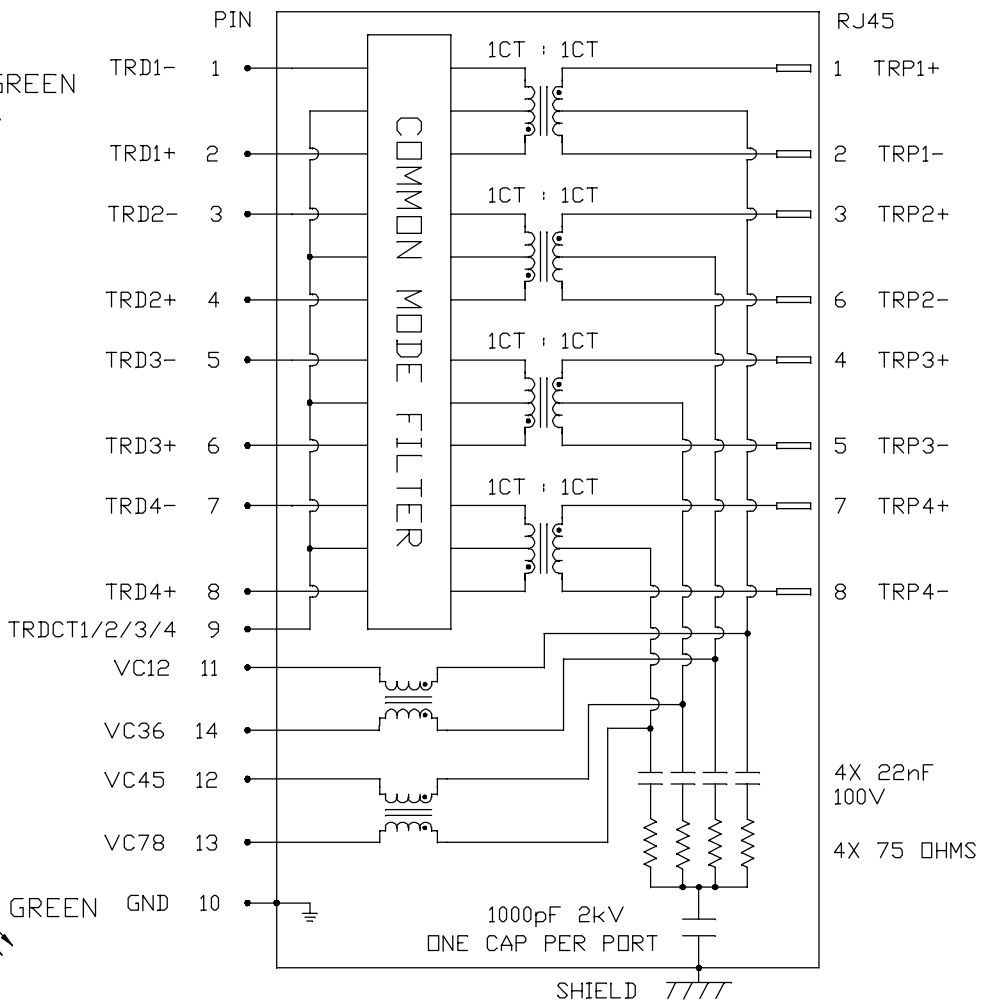 PIN
RJ45
1CT : 1CT
TRD1- 1
1 TRP1+
GREEN
TRD1+ 2
2 TRP1-
COMMON MODE FILTER
1CT : 1CT
TRD2- 3
3 TRP2+
TRD2+ 4
6 TRP2-
1CT : 1CT
TRD3- 5
4 TRP3+
TRD3+ 6
5 TRP3-
1CT : 1CT
TRD4- 7
7 TRP4+
TRD4+ 8
8 TRP4-
TRDCT1/2/3/4 9
VC12 11
VC36 14
VC45 12
4X 22nF
100V
VC78 13
4X 75 OHMS
GREEN
GND 10
1000pF 2kV
ONE CAP PER PORT
SHIELD